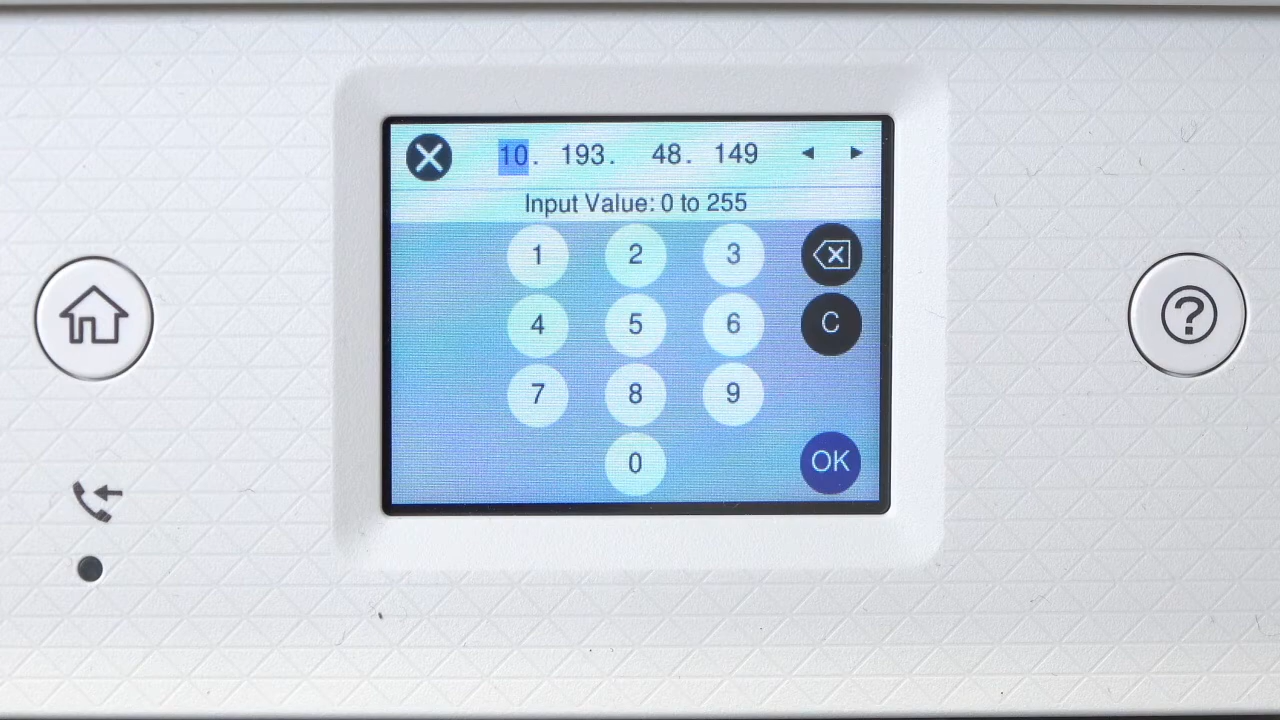 10. 193. 48. 149
Input Value: 0 to 255
1 2 3
4 5 6 C
7 8 9
0 OK